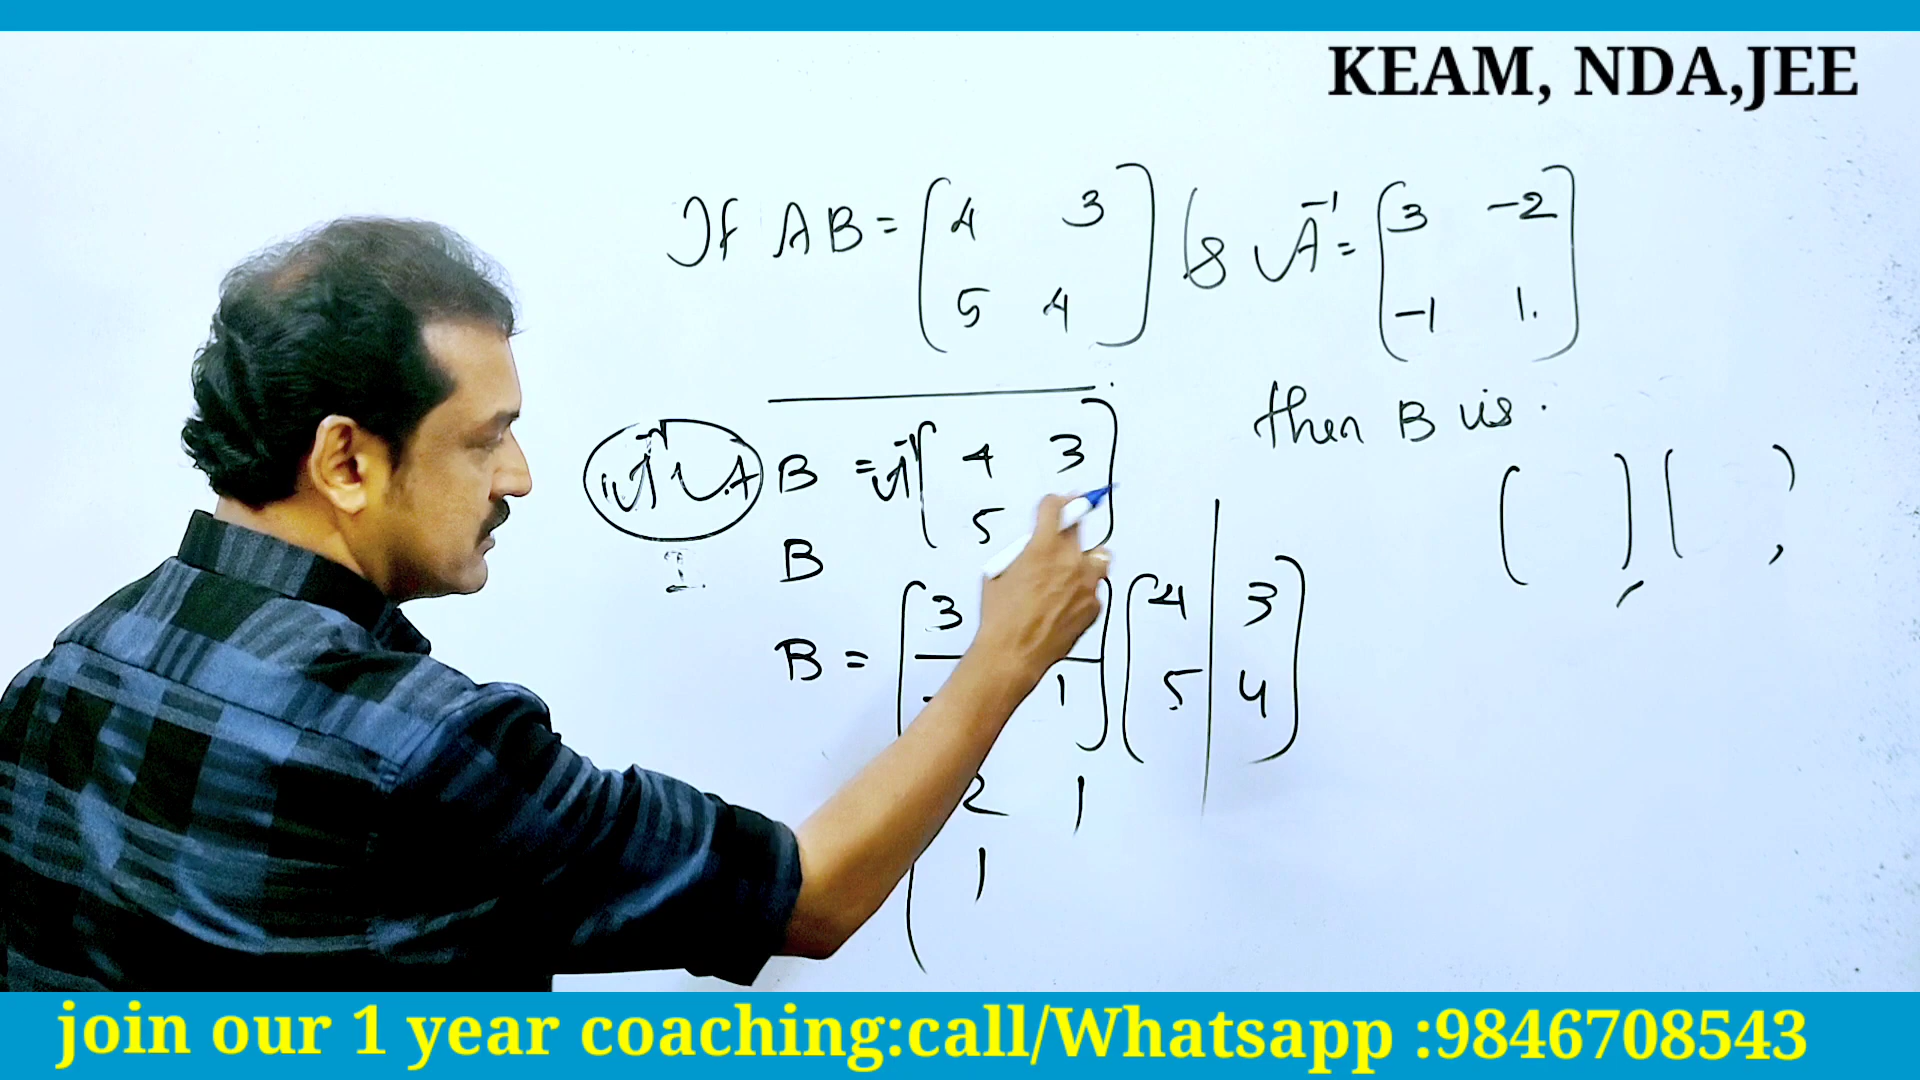 KEAM, NDA,JEE
If AB = [4 3
5 4] & A⁻¹ = [3 -2
-1 1.]
then B is.
A⁻¹A B = A⁻¹[4 3
5
I B
B = [3
- 1] [4 3
5 4]
2 1
1
join our 1 year coaching:call/Whatsapp :9846708543